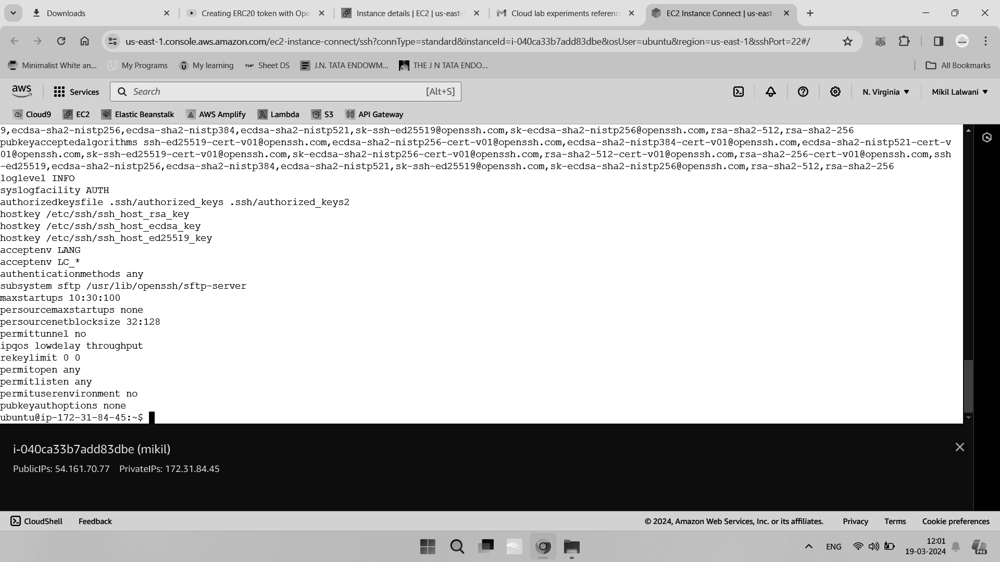 Downloads
Creating ERC20 token with Ope
Instance details | EC2 | us-east-1
Cloud lab experiments referenc
EC2 Instance Connect | us-east-
us-east-1.console.aws.amazon.com/ec2-instance-connect/ssh?connType=standard&instanceId=i-040ca33b7add83dbe&osUser=ubuntu&region=us-east-1&sshPort=22#/
Minimalist White an... My Programs My learning TUF Sheet DS J.N. TATA ENDOWM... THE J N TATA ENDO... All Bookmarks
aws Services Search [Alt+S] N. Virginia Mikil Lalwani
Cloud9 EC2 Elastic Beanstalk AWS Amplify Lambda S3 API Gateway
9,ecdsa-sha2-nistp256,ecdsa-sha2-nistp384,ecdsa-sha2-nistp521,sk-ssh-ed25519@openssh.com,sk-ecdsa-sha2-nistp256@openssh.com,rsa-sha2-512,rsa-sha2-256
pubkeyacceptedalgorithms ssh-ed25519-cert-v01@openssh.com,ecdsa-sha2-nistp256-cert-v01@openssh.com,ecdsa-sha2-nistp384-cert-v01@openssh.com,ecdsa-sha2-nistp521-cert-v
01@openssh.com,sk-ssh-ed25519-cert-v01@openssh.com,sk-ecdsa-sha2-nistp256-cert-v01@openssh.com,rsa-sha2-512-cert-v01@openssh.com,rsa-sha2-256-cert-v01@openssh.com,ssh
-ed25519,ecdsa-sha2-nistp256,ecdsa-sha2-nistp384,ecdsa-sha2-nistp521,sk-ssh-ed25519@openssh.com,sk-ecdsa-sha2-nistp256@openssh.com,rsa-sha2-512,rsa-sha2-256
loglevel INFO
syslogfacility AUTH
authorizedkeysfile .ssh/authorized_keys .ssh/authorized_keys2
hostkey /etc/ssh/ssh_host_rsa_key
hostkey /etc/ssh/ssh_host_ecdsa_key
hostkey /etc/ssh/ssh_host_ed25519_key
acceptenv LANG
acceptenv LC_*
authenticationmethods any
subsystem sftp /usr/lib/openssh/sftp-server
maxstartups 10:30:100
persourcemaxstartups none
persourcenetblocksize 32:128
permittunnel no
ipqos lowdelay throughput
rekeylimit 0 0
permitopen any
permitlisten any
permituserenvironment no
pubkeyauthoptions none
ubuntu@ip-172-31-84-45:~$
i-040ca33b7add83dbe (mikil)
PublicIPs: 54.161.70.77 PrivateIPs: 172.31.84.45
CloudShell Feedback © 2024, Amazon Web Services, Inc. or its affiliates. Privacy Terms Cookie preferences
ENG
12:01
19-03-2024
PRE